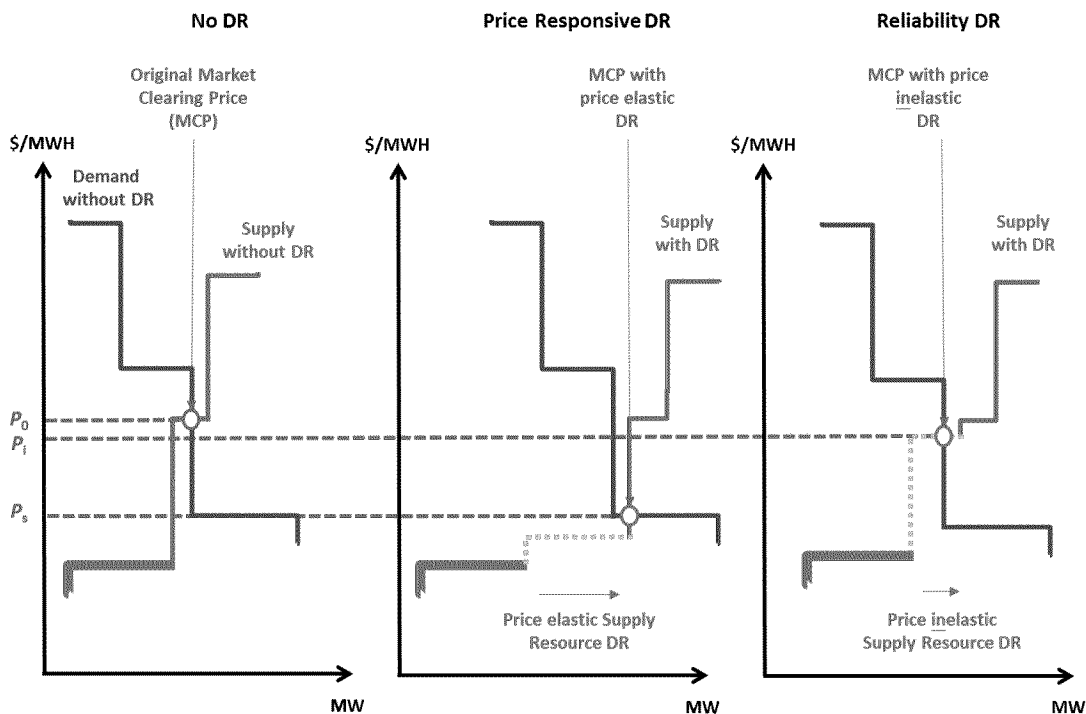 No DR
Price Responsive DR
Reliability DR
Original Market
Clearing Price
(MCP)
MCP with
price elastic
DR
MCP with price
inelastic
DR
$/MWH
$/MWH
$/MWH
Demand
without DR
Supply
without DR
Supply
with DR
Supply
with DR
P0
Pi
Ps
Price elastic Supply
Resource DR
Price inelastic
Supply Resource DR
MW
MW
MW